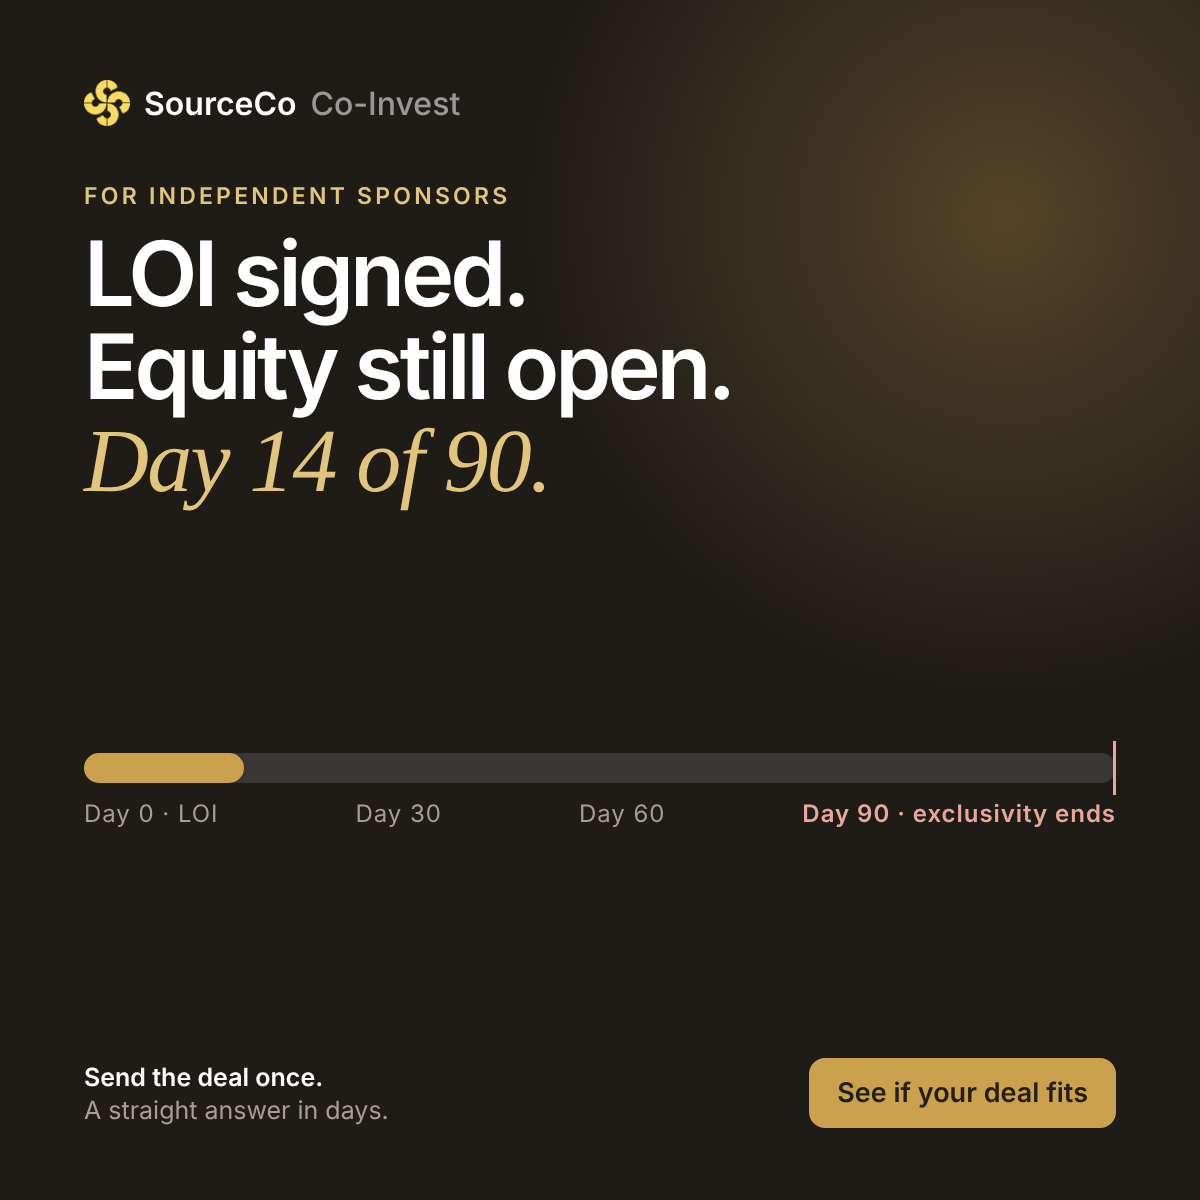 SourceCo Co-Invest
FOR INDEPENDENT SPONSORS
LOI signed.
Equity still open.
Day 14 of 90.
Day 0 · LOI
Day 30
Day 60
Day 90 · exclusivity ends
Send the deal once.
A straight answer in days.
See if your deal fits